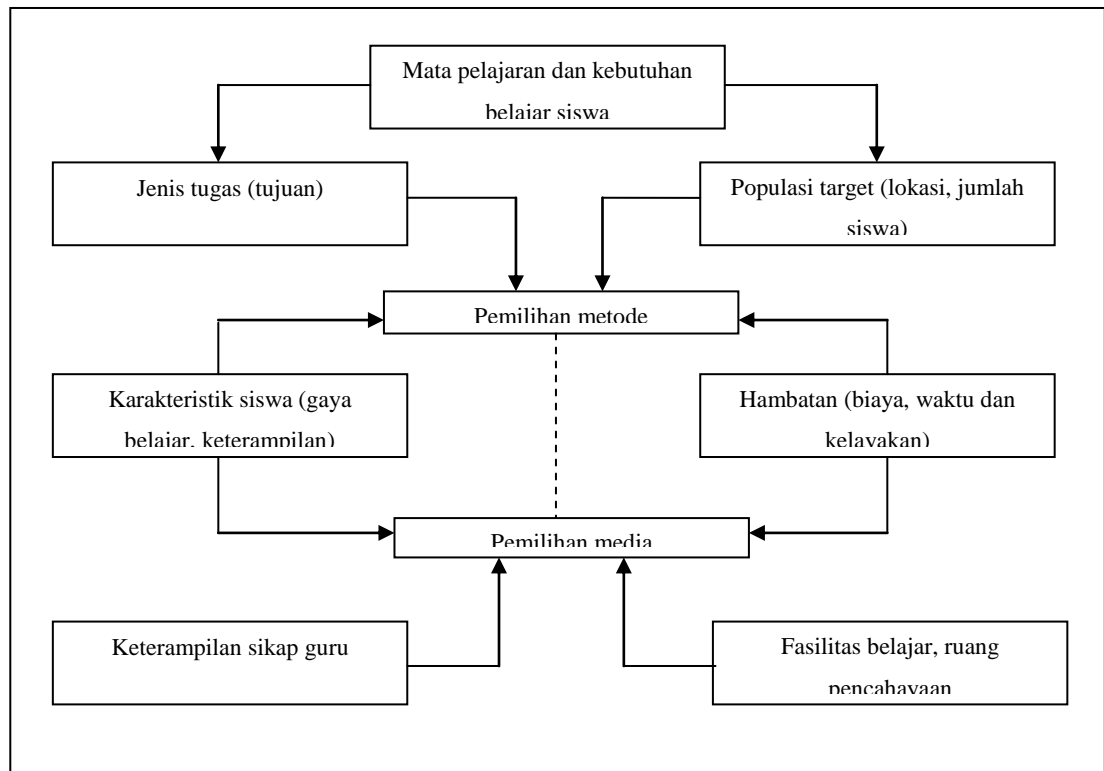 Mata pelajaran dan kebutuhan
belajar siswa
Jenis tugas (tujuan)
Populasi target (lokasi, jumlah
siswa)
Pemilihan metode
Karakteristik siswa (gaya
belajar, keterampilan)
Hambatan (biaya, waktu dan
kelayakan)
Pemilihan media
Keterampilan sikap guru
Fasilitas belajar, ruang
pencahayaan